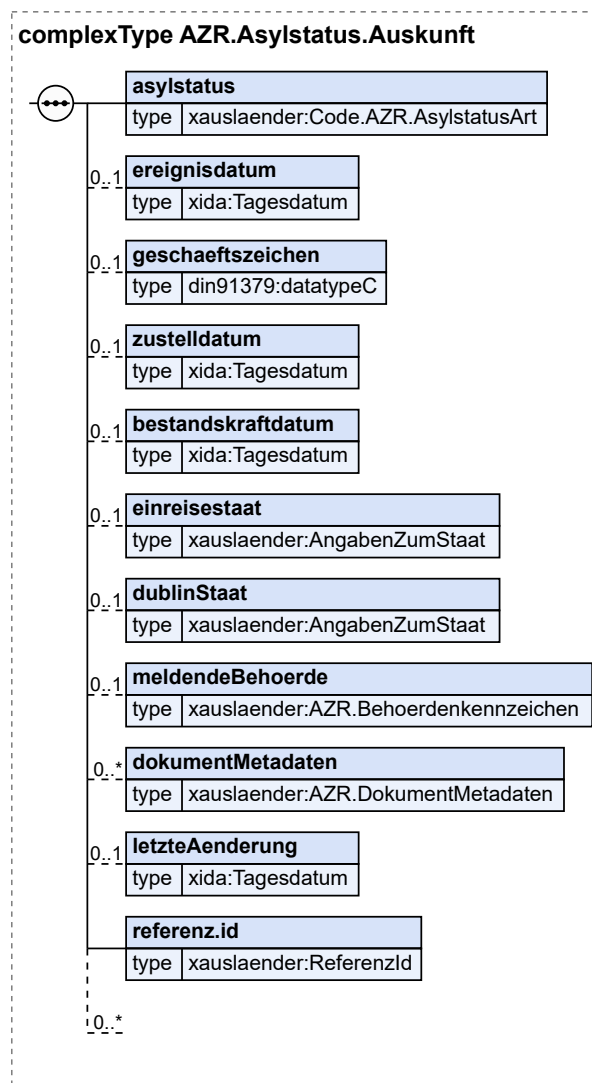 complexType AZR.Asylstatus.Auskunft
asylstatus
type xauslaender:Code.AZR.AsylstatusArt
0..1 ereignisdatum
type xida:Tagesdatum
0..1 geschaeftszeichen
type din91379:datatypeC
0..1 zustelldatum
type xida:Tagesdatum
0..1 bestandskraftdatum
type xida:Tagesdatum
0..1 einreisestaat
type xauslaender:AngabenZumStaat
0..1 dublinStaat
type xauslaender:AngabenZumStaat
0..1 meldendeBehoerde
type xauslaender:AZR.Behoerdenkennzeichen
0..* dokumentMetadaten
type xauslaender:AZR.DokumentMetadaten
0..1 letzteAenderung
type xida:Tagesdatum
referenz.id
type xauslaender:ReferenzId
0..*